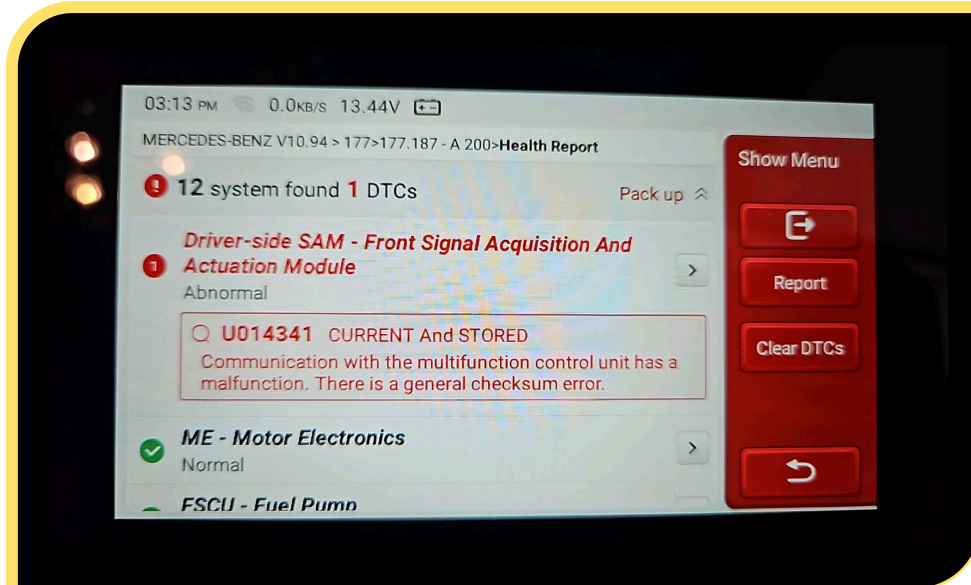 03:13 PM 0.0KB/S 13.44V
MERCEDES-BENZ V10.94 > 177>177.187 - A 200>Health Report
12 system found 1 DTCs
Pack up
Driver-side SAM - Front Signal Acquisition And
Actuation Module
1
Abnormal
U014341 CURRENT And STORED
Communication with the multifunction control unit has a
malfunction. There is a general checksum error.
ME - Motor Electronics
Normal
FSCU - Fuel Pump
Show Menu
Report
Clear DTCs